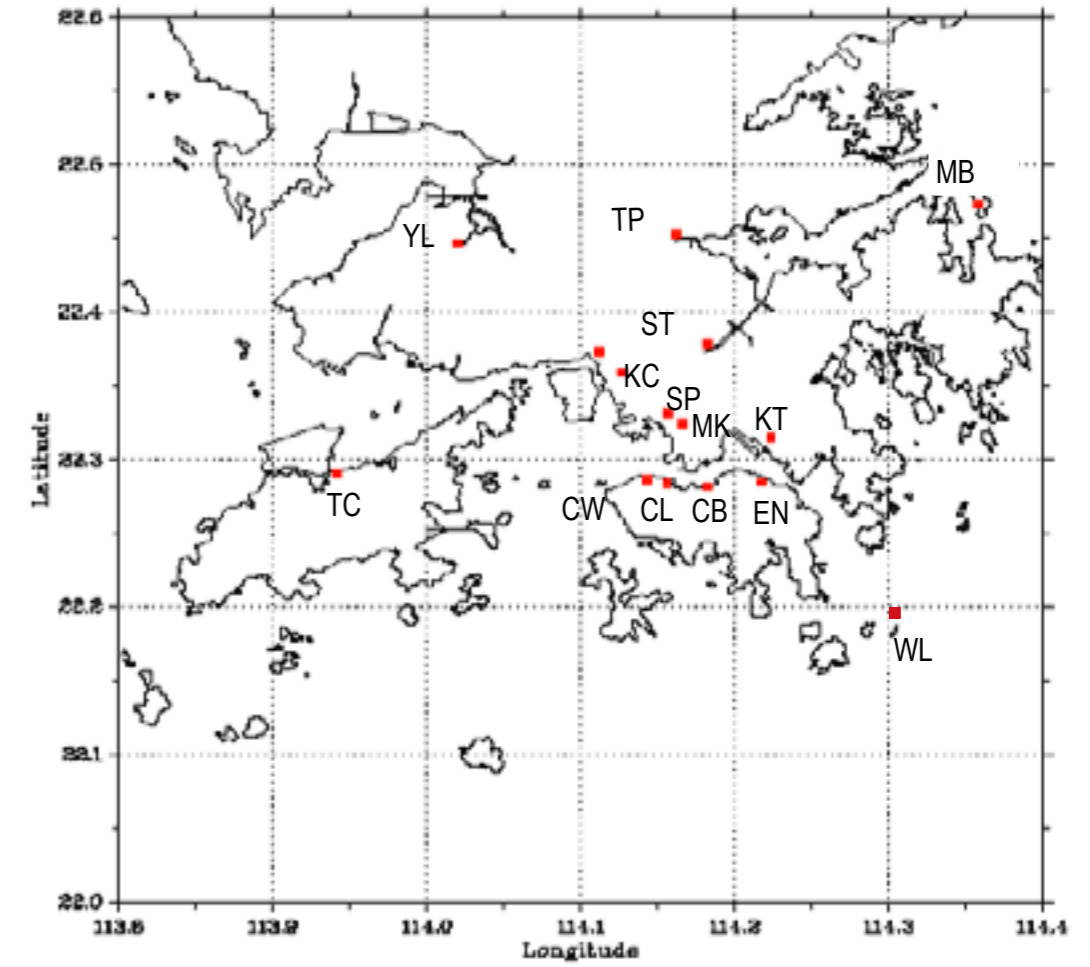 22.6
MB
22.5
TP
YL
22.4
ST
KC
SP
MK KT
22.3
TC
CW CL CB EN
22.2
WL
22.1
22.0
113.8 113.9 114.0 114.1 114.2 114.3 114.4
Longitude
Latitude